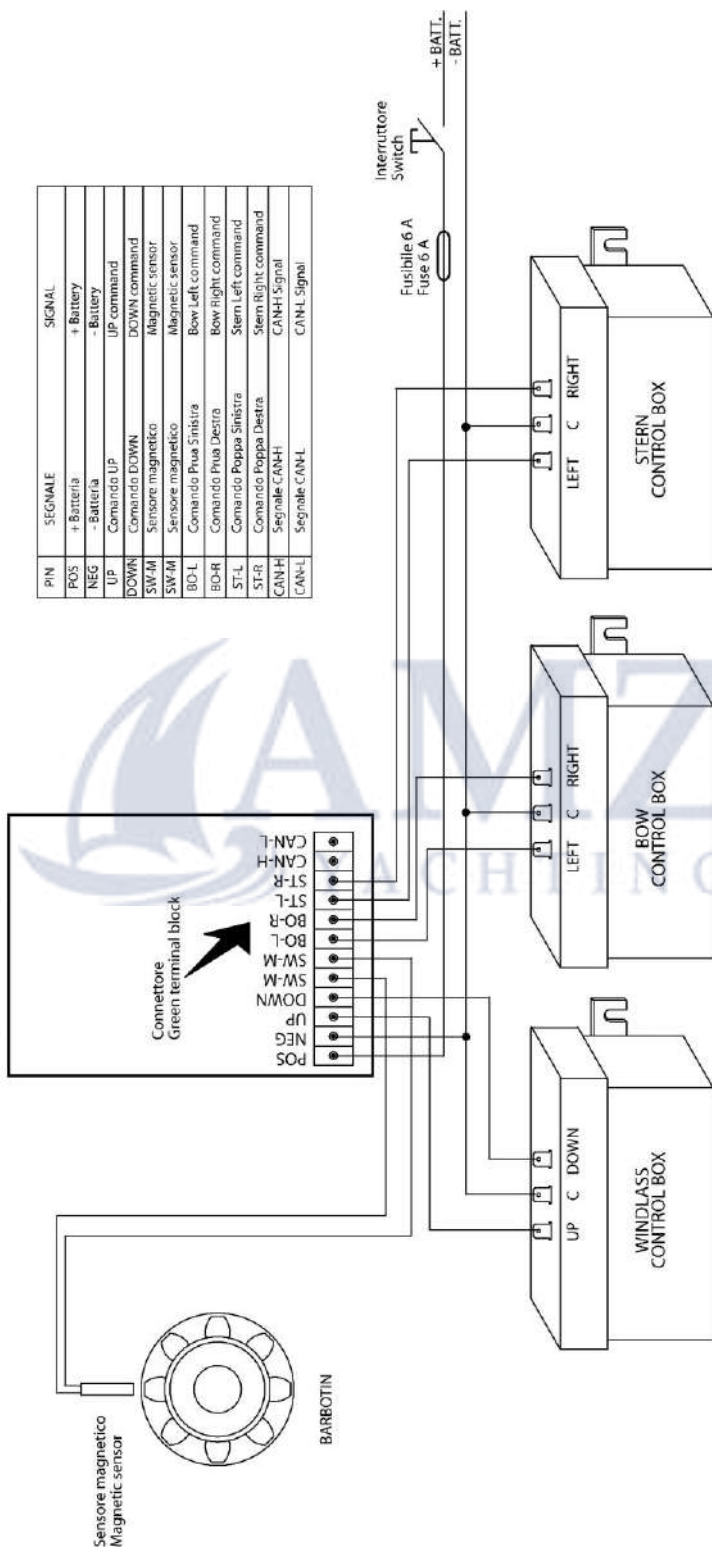 Sensore magnetico
Magnetic sensor
BARBOTIN
Connettore
Green terminal block
POS
NEG
UP
DOWN
SW-M
SW-M
BO-L
BO-R
ST-L
ST-R
CAN-H
CAN-L
PIN SEGNALE SIGNAL
POS + Batteria + Battery
NEG - Batteria - Battery
UP Comando UP UP command
DOWN Comando DOWN DOWN command
SW-M Sensore magnetico Magnetic sensor
SW-M Sensore magnetico Magnetic sensor
BO-L Comando Prua Sinistra Bow Left command
BO-R Comando Prua Destra Bow Right command
ST-L Comando Poppa Sinistra Stern Left command
ST-R Comando Poppa Destra Stern Right command
CAN-H Segnale CAN-H CAN-H Signal
CAN-L Segnale CAN-L CAN-L Signal
Interruttore
Switch
Fusibile 6 A
Fuse 6 A
+ BATT.
- BATT.
UP C DOWN
WINDLASS
CONTROL BOX
LEFT C RIGHT
BOW
CONTROL BOX
LEFT C RIGHT
STERN
CONTROL BOX
AMZ
YACHTING